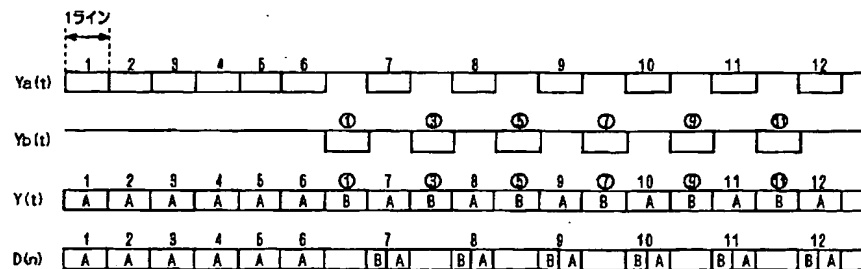 1ライン
1 2 3 4 5 6 7 8 9 10 11 12
Ya(t)
① ③ ⑤ ⑦ ⑨ ⑪
Yb(t)
1 2 3 4 5 6 ① 7 ③ 8 ⑤ 9 ⑦ 10 ⑨ 11 ⑪ 12
Y(t) A A A A A A B A B A B A B A B A B A
1 2 3 4 5 6 7 8 9 10 11 12
D(n) A A A A A A B A B A B A B A B A B A